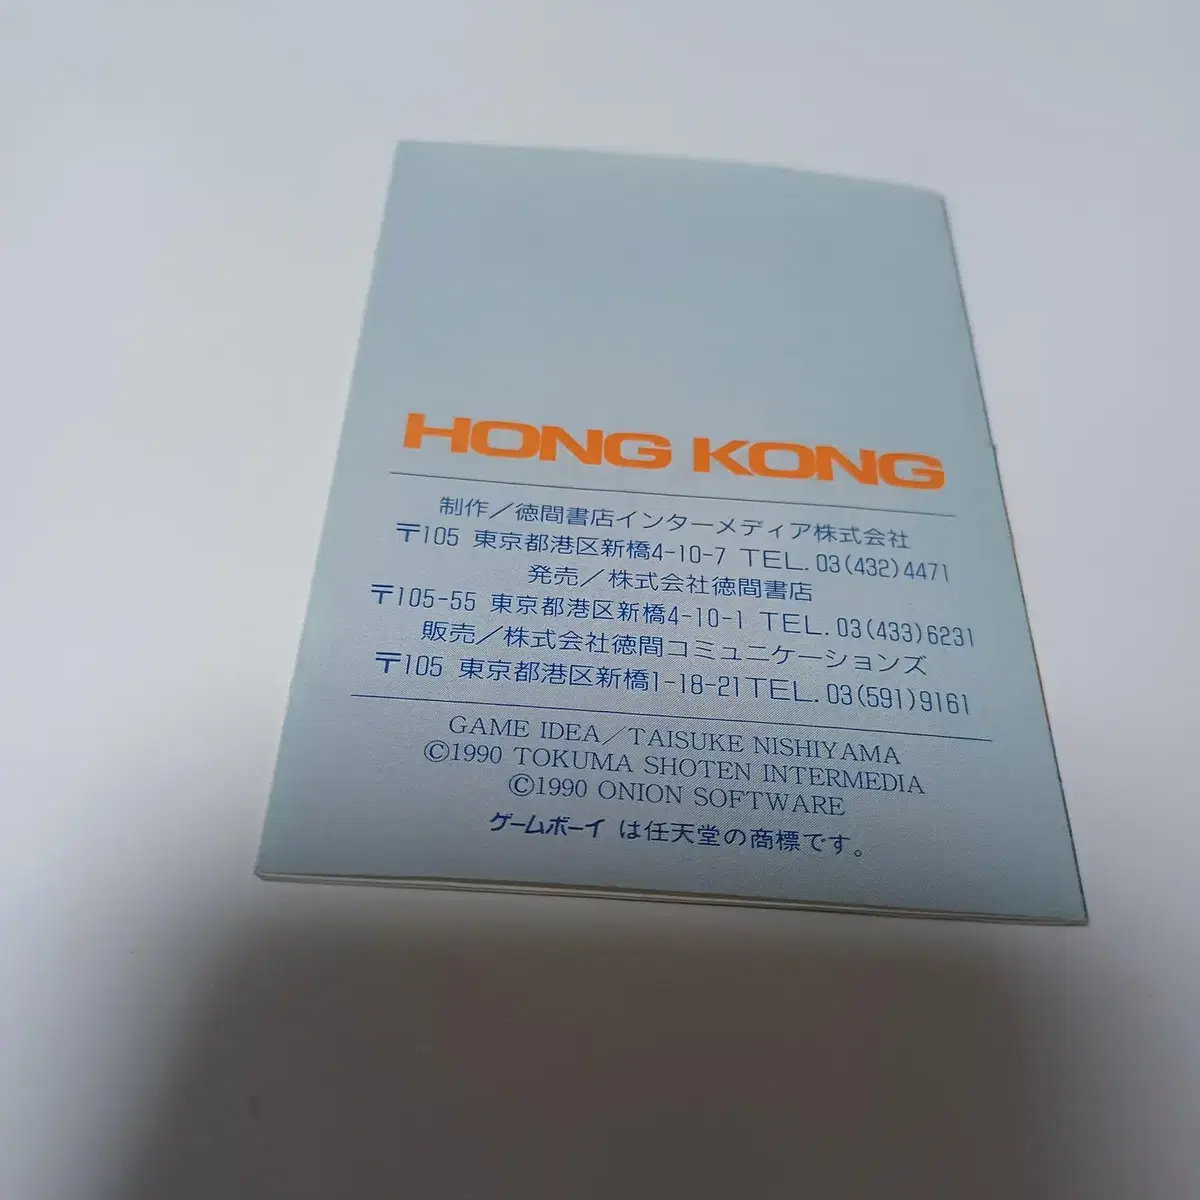 HONG KONG
制作／徳間書店インターメディア株式会社
〒105 東京都港区新橋4-10-7 TEL.03(432)4471
発売／株式会社徳間書店
〒105-55 東京都港区新橋4-10-1 TEL.03(433)6231
販売／株式会社徳間コミュニケーションズ
〒105 東京都港区新橋1-18-21TEL.03(591)9161
GAME IDEA／TAISUKE NISHIYAMA
©1990 TOKUMA SHOTEN INTERMEDIA
©1990 ONION SOFTWARE
ゲームボーイ は任天堂の商標です。